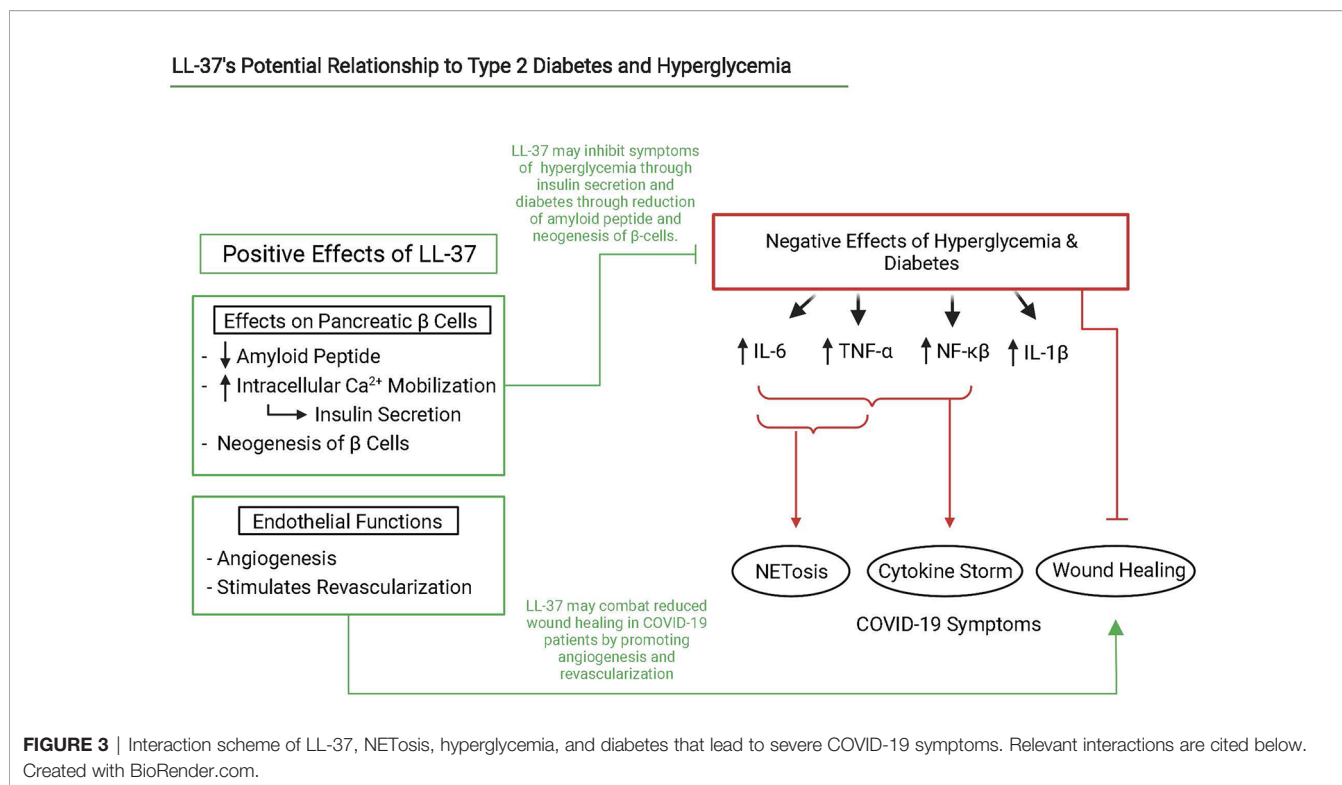 LL-37's Potential Relationship to Type 2 Diabetes and Hyperglycemia
LL-37 may inhibit symptoms
of hyperglycemia through
insulin secretion and
diabetes through reduction
of amyloid peptide and
neogenesis of β-cells.
Positive Effects of LL-37
Effects on Pancreatic β Cells
- ↓ Amyloid Peptide
- ↑ Intracellular Ca²⁺ Mobilization
Insulin Secretion
- Neogenesis of β Cells
Endothelial Functions
- Angiogenesis
- Stimulates Revascularization
LL-37 may combat reduced
wound healing in COVID-19
patients by promoting
angiogenesis and
revascularization
Negative Effects of Hyperglycemia &
Diabetes
↑ IL-6 ↑ TNF-α ↑ NF-κβ ↑ IL-1β
NETosis Cytokine Storm Wound Healing
COVID-19 Symptoms
FIGURE 3 | Interaction scheme of LL-37, NETosis, hyperglycemia, and diabetes that lead to severe COVID-19 symptoms. Relevant interactions are cited below.
Created with BioRender.com.